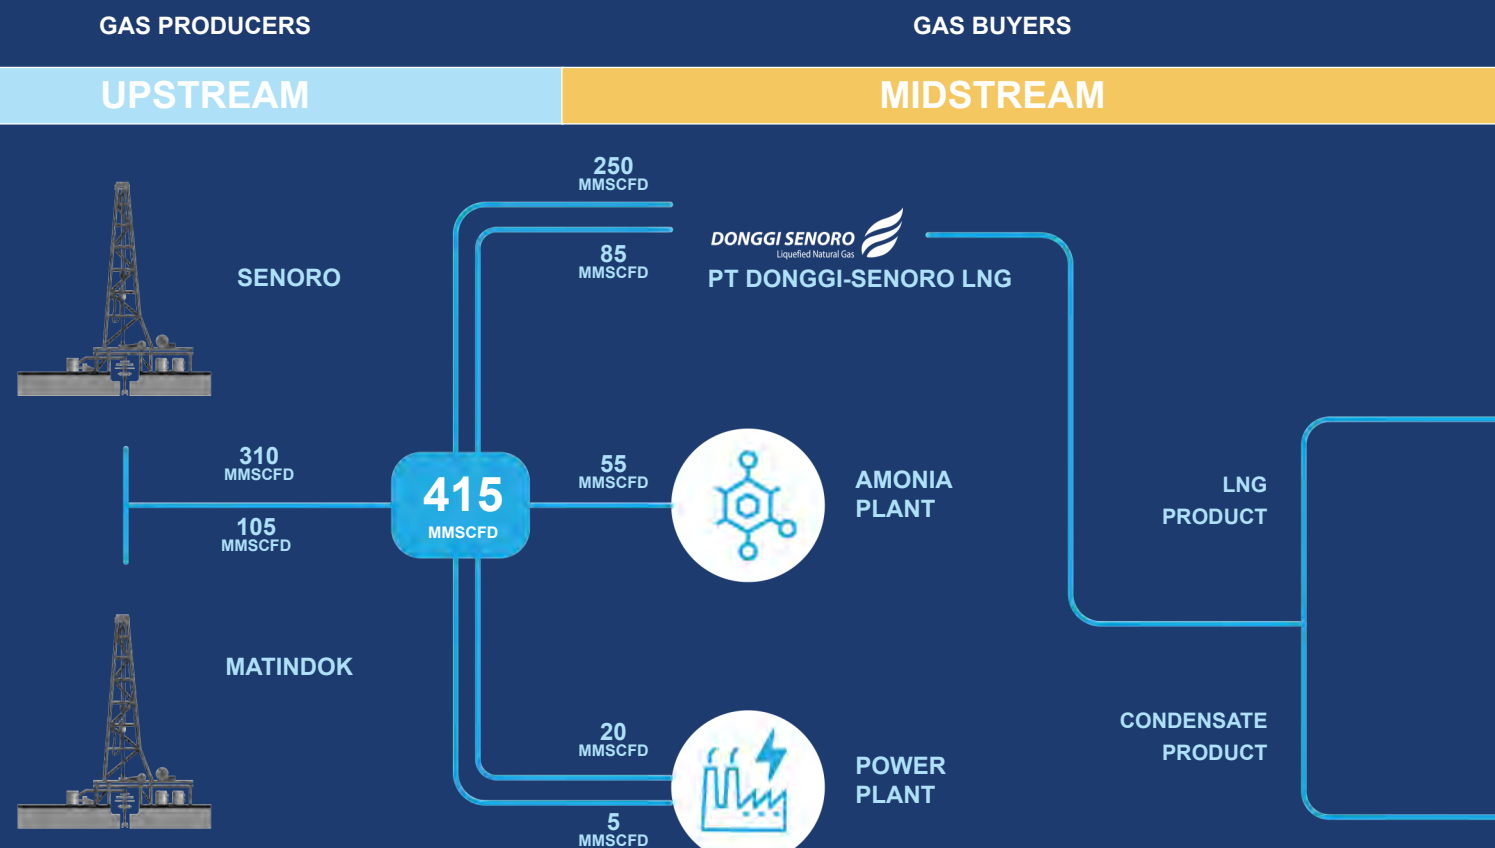 GAS PRODUCERS
GAS BUYERS
UPSTREAM
MIDSTREAM
250
MMSCFD
DONGGI SENORO
Liquefied Natural Gas
85
MMSCFD
PT DONGGI-SENORO LNG
SENORO
310
MMSCFD
105
MMSCFD
415
MMSCFD
55
MMSCFD
AMONIA
PLANT
LNG
PRODUCT
MATINDOK
20
MMSCFD
5
MMSCFD
POWER
PLANT
CONDENSATE
PRODUCT